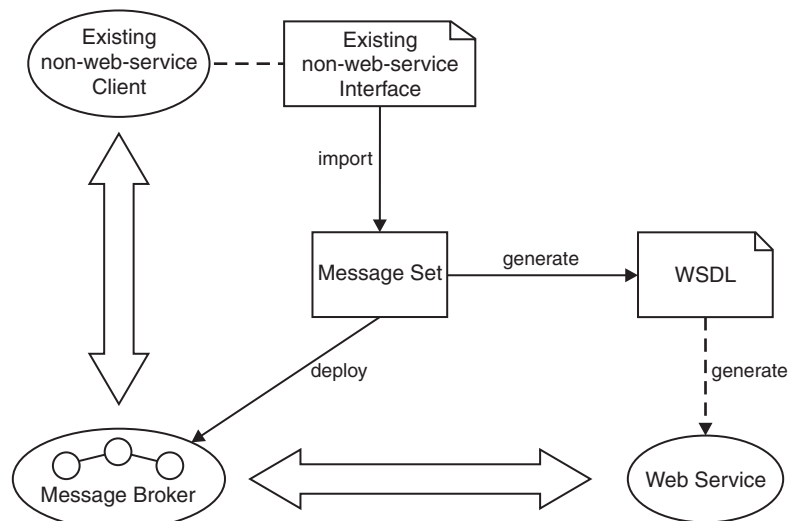 Existing
non-web-service
Client
Existing
non-web-service
Interface
import
Message Set
generate
WSDL
deploy
generate
Message Broker
Web Service